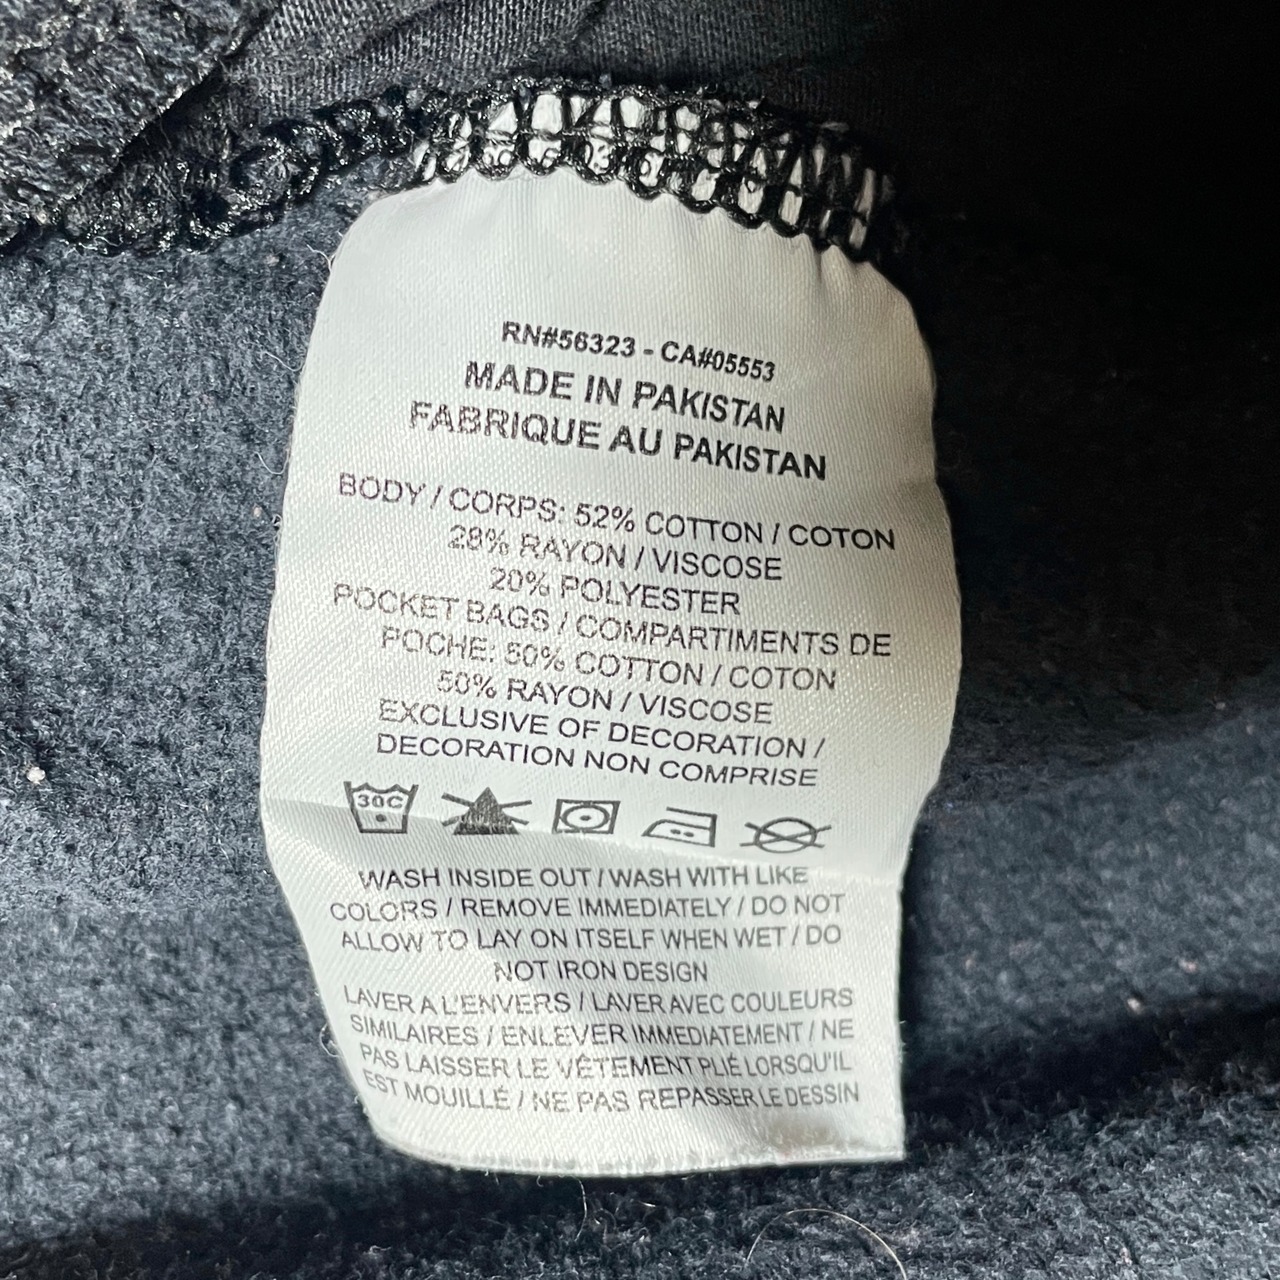 RN#56323 - CA#05553
MADE IN PAKISTAN
FABRIQUE AU PAKISTAN
BODY / CORPS: 52% COTTON / COTON
28% RAYON / VISCOSE
20% POLYESTER
POCKET BAGS / COMPARTIMENTS DE
POCHE: 50% COTTON / COTON
50% RAYON / VISCOSE
EXCLUSIVE OF DECORATION /
DECORATION NON COMPRISE
30C
WASH INSIDE OUT / WASH WITH LIKE
COLORS / REMOVE IMMEDIATELY / DO NOT
ALLOW TO LAY ON ITSELF WHEN WET / DO
NOT IRON DESIGN
LAVER A L'ENVERS / LAVER AVEC COULEURS
SIMILAIRES / ENLEVER IMMEDIATEMENT / NE
PAS LAISSER LE VÊTEMENT PLIÉ LORSQU'IL
EST MOUILLÉ / NE PAS REPASSER LE DESSIN